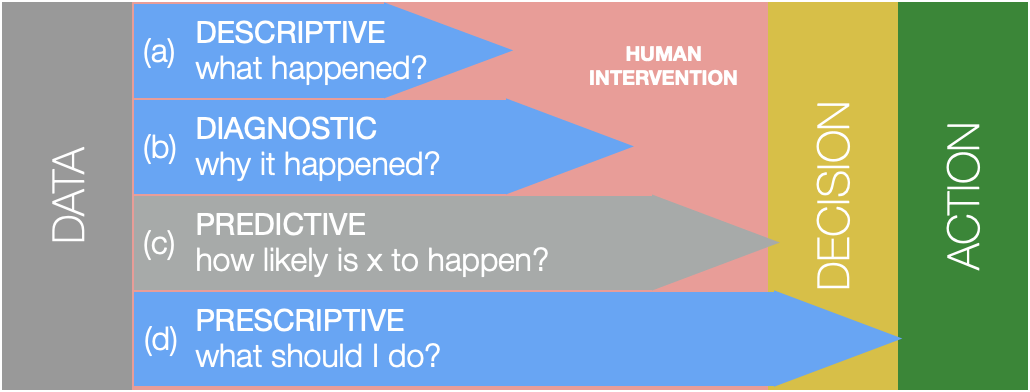 DATA
(a) DESCRIPTIVE
what happened?
(b) DIAGNOSTIC
why it happened?
(c) PREDICTIVE
how likely is x to happen?
(d) PRESCRIPTIVE
what should I do?
HUMAN
INTERVENTION
DECISION
ACTION